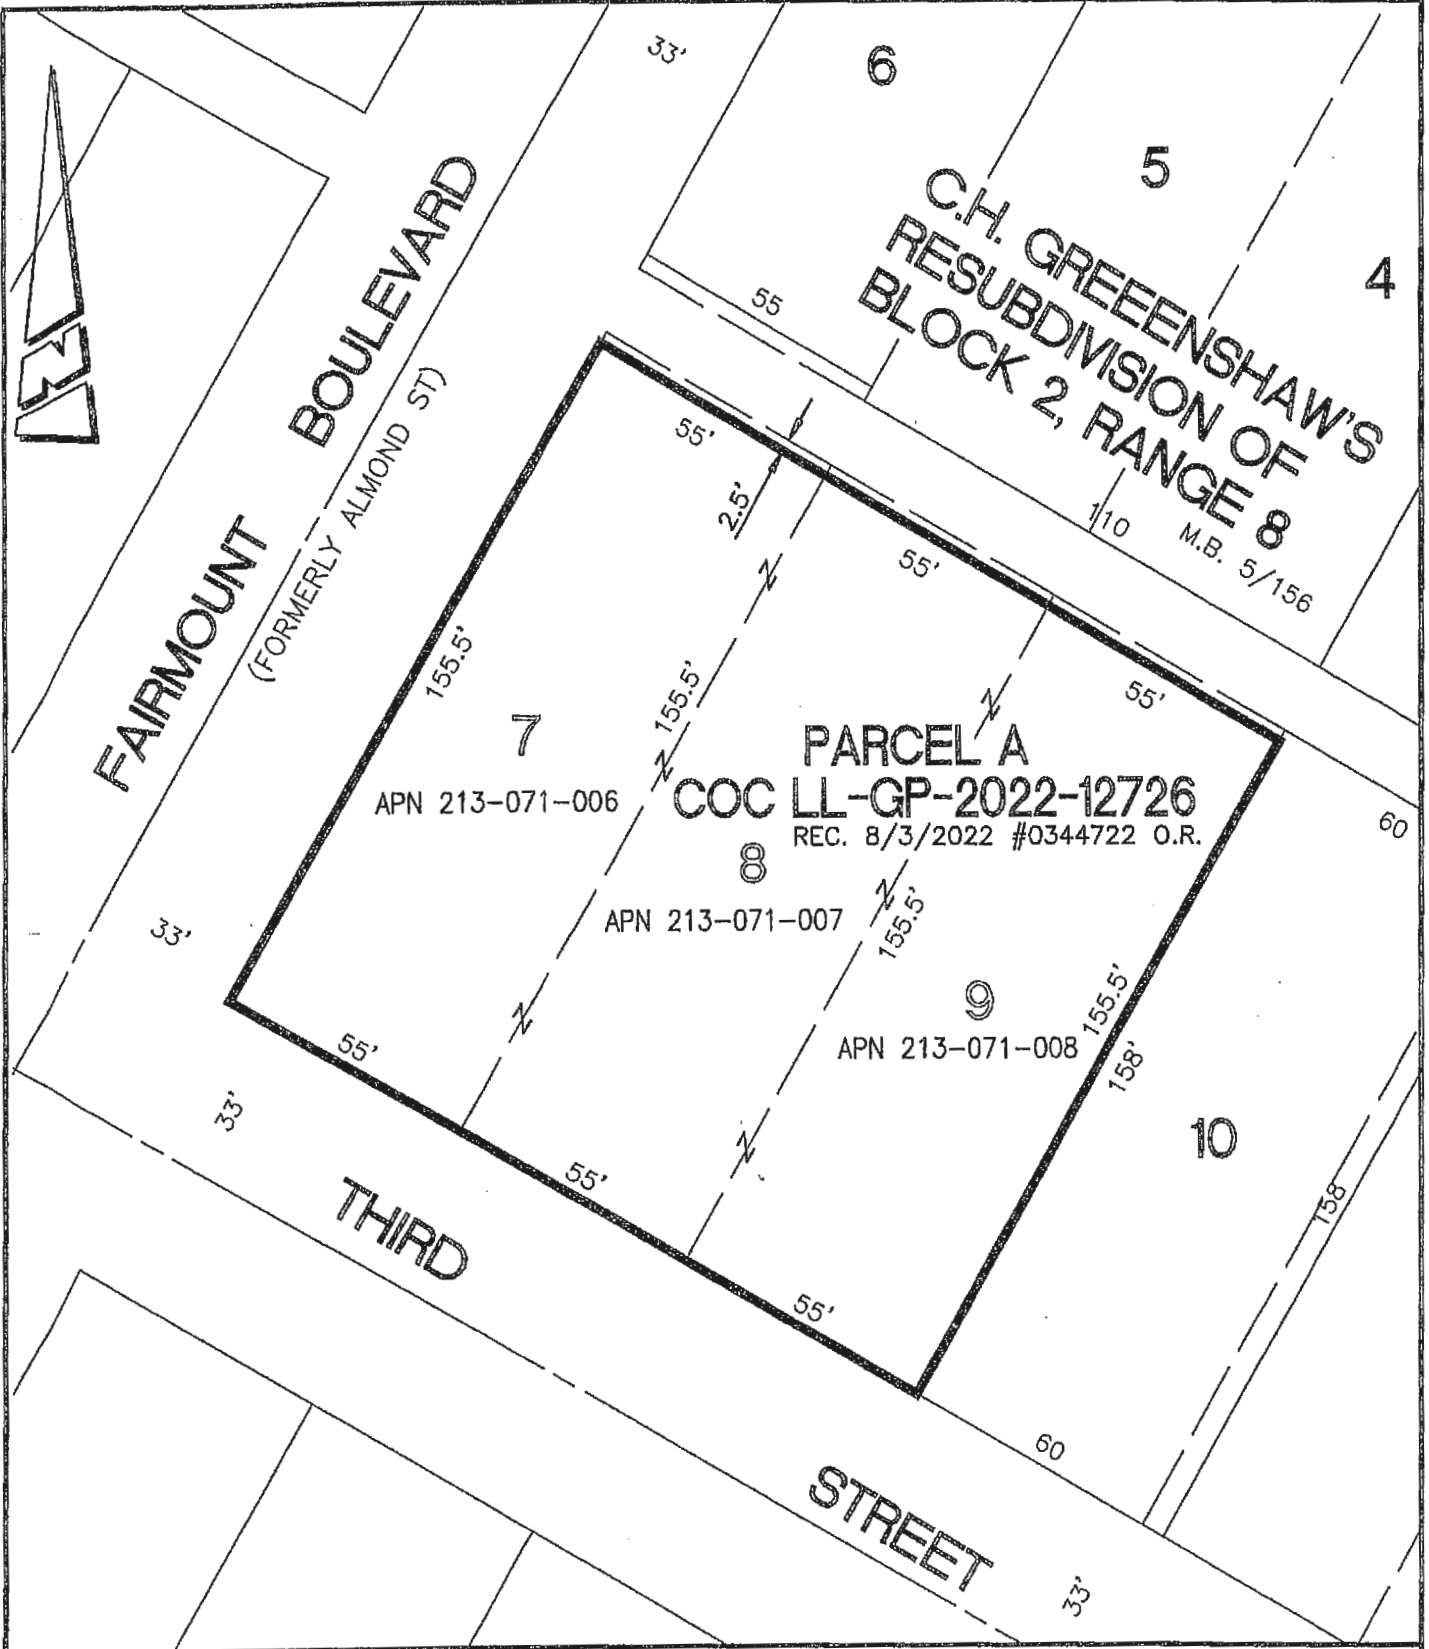 33'
6
5
4
C.H. GREEENSHAW'S
RESUBDIVISION OF
BLOCK 2, RANGE 8
M.B. 5/156
110
55
FAIRMOUNT BOULEVARD
(FORMERLY ALMOND ST)
N
55'
2.5'
55'
55'
155.5'
155.5'
7
APN 213-071-006
PARCEL A
COC LL-GP-2022-12726
REC. 8/3/2022 #0344722 O.R.
8
APN 213-071-007
155.5'
9
APN 213-071-008
155.5'
158'
60
10
158
33'
55'
33'
55'
THIRD STREET
55'
60
33'